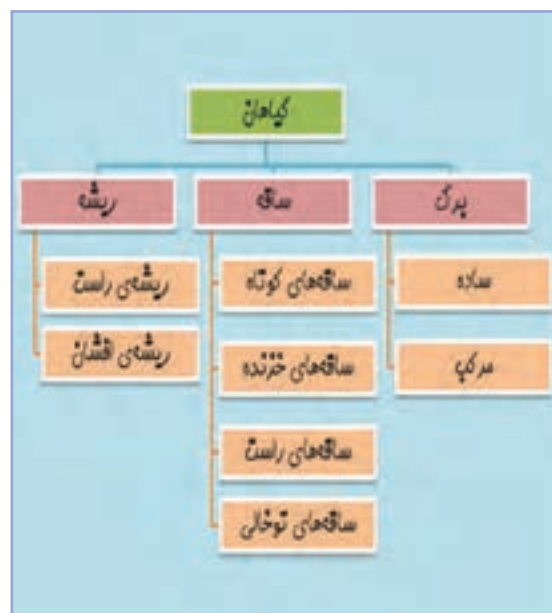 گیاهان
برگ
ساقه
ریشه
ساده
مرکب
ساقه‌های کوتاه
ساقه‌های خزنده
ساقه‌های راست
ساقه‌های توخالی
ریشه‌ی راست
ریشه‌ی افشان